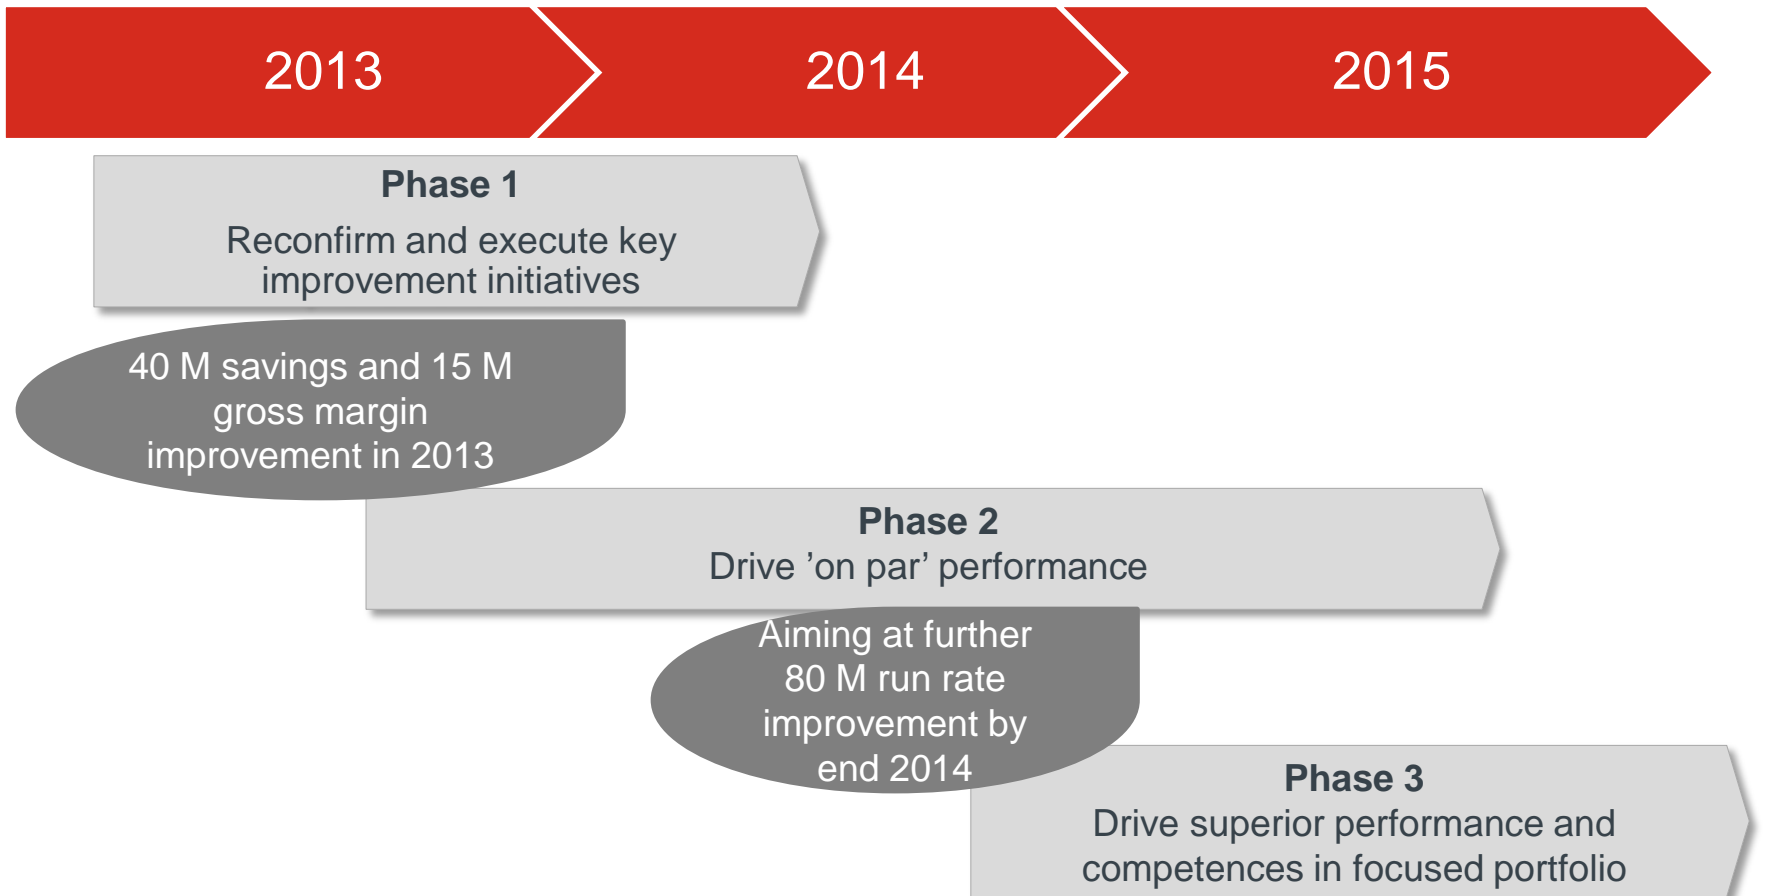 2013
2014
2015
Phase 1
Reconfirm and execute key
improvement initiatives
40 M savings and 15 M
gross margin
improvement in 2013
Phase 2
Drive ’on par’ performance
Aiming at further
80 M run rate
improvement by
end 2014
Phase 3
Drive superior performance and
competences in focused portfolio